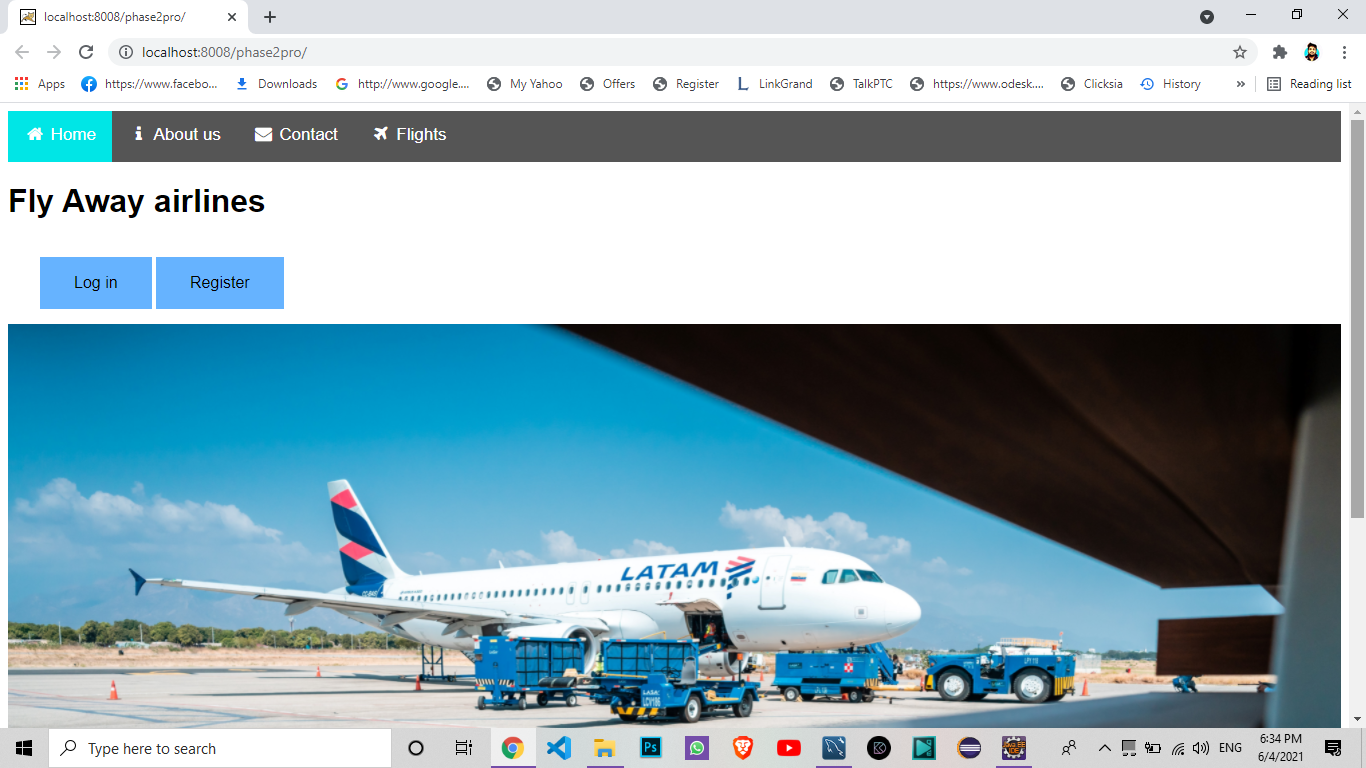 localhost:8008/phase2pro/
localhost:8008/phase2pro/
Apps https://www.facebo... Downloads http://www.google.... My Yahoo Offers Register LinkGrand TalkPTC https://www.odesk.... Clicksia History » Reading list
Home About us Contact Flights
Fly Away airlines
Log in Register
LATAM
Type here to search
Ps
ENG
6:34 PM
6/4/2021